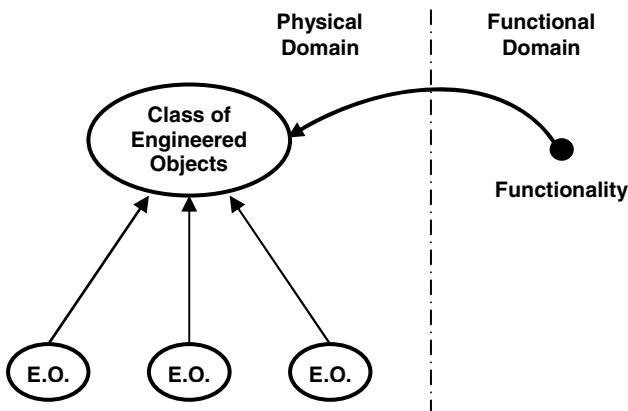 Physical
Domain
Functional
Domain
Class of
Engineered
Objects
Functionality
E.O.
E.O.
E.O.